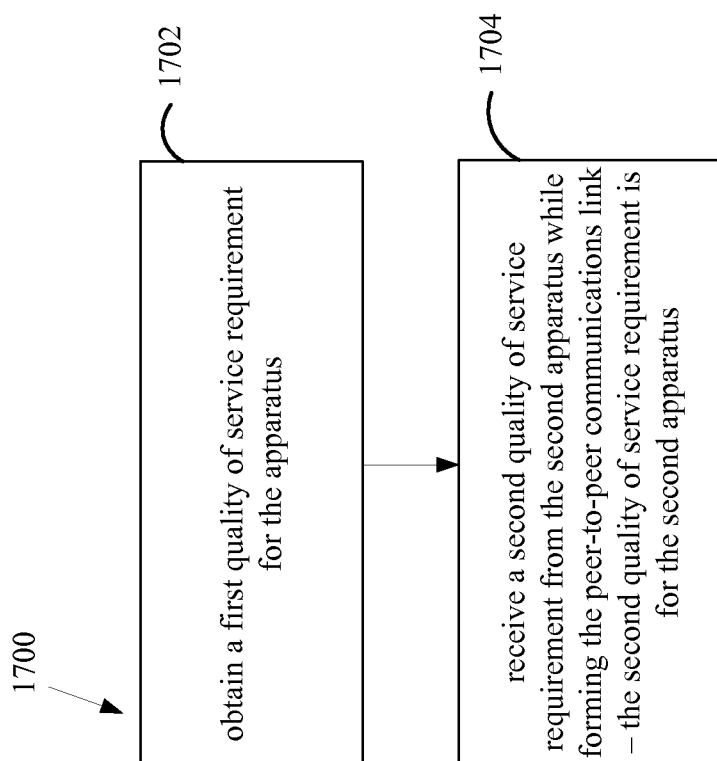 1700
1702
obtain a first quality of service requirement
for the apparatus
1704
receive a second quality of service
requirement from the second apparatus while
forming the peer-to-peer communications link
– the second quality of service requirement is
for the second apparatus